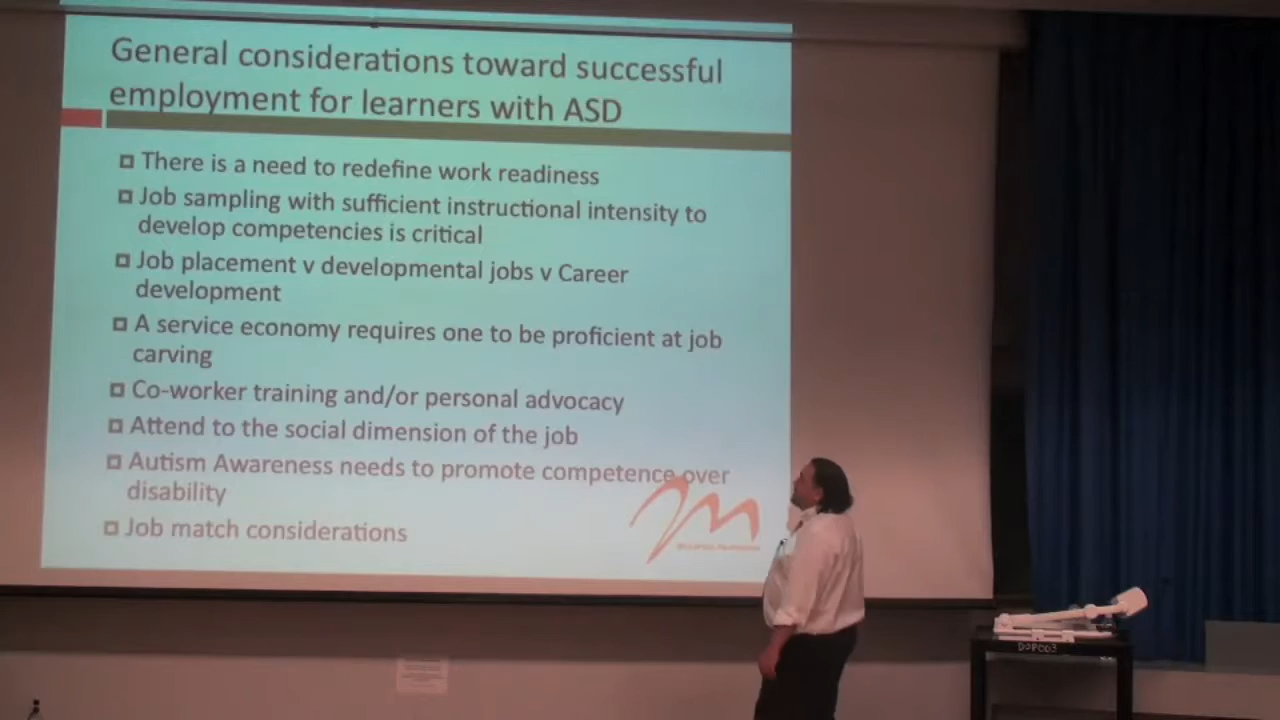 General considerations toward successful
employment for learners with ASD
There is a need to redefine work readiness
Job sampling with sufficient instructional intensity to
develop competencies is critical
Job placement v developmental jobs v Career
development
A service economy requires one to be proficient at job
carving
Co-worker training and/or personal advocacy
Attend to the social dimension of the job
Autism Awareness needs to promote competence over
disability
Job match considerations